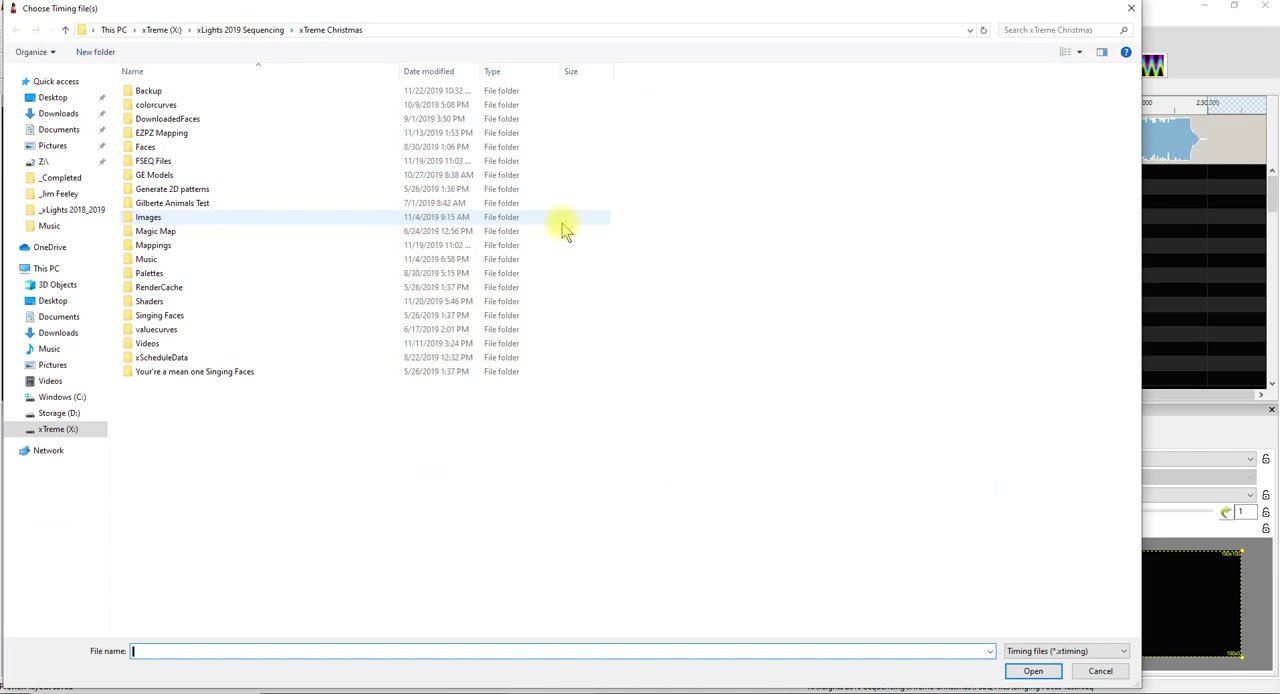 Choose Timing file(s)
This PC > xTreme (X:) > xLights 2019 Sequencing > xTreme Christmas
Search xTreme Christmas
Organize
New folder
Name Date modified Type Size
Quick access
Desktop
Downloads
Documents
Pictures
Z:\
_Completed
_Jim Feeley
_xLights 2018_2019
Music
OneDrive
This PC
3D Objects
Desktop
Documents
Downloads
Music
Pictures
Videos
Windows (C:)
Storage (D:)
xTreme (X:)
Network
Backup 11/22/2019 10:32 ... File folder
colorcurves 10/9/2019 5:08 PM File folder
DownloadedFaces 9/1/2019 3:50 PM File folder
EZPZ Mapping 11/13/2019 1:53 PM File folder
Faces 8/30/2019 1:06 PM File folder
FSEQ Files 11/19/2019 11:03 ... File folder
GE Models 10/27/2019 8:38 AM File folder
Generate 2D patterns 5/26/2019 1:36 PM File folder
Gilberte Animals Test 7/1/2019 8:42 AM File folder
Images 11/4/2019 9:15 AM File folder
Magic Map 6/24/2019 12:56 PM File folder
Mappings 11/19/2019 11:02 ... File folder
Music 11/4/2019 6:58 PM File folder
Palettes 8/30/2019 5:15 PM File folder
RenderCache 5/26/2019 1:37 PM File folder
Shaders 11/20/2019 5:46 PM File folder
Singing Faces 5/26/2019 1:37 PM File folder
valuecurves 6/17/2019 2:01 PM File folder
Videos 11/11/2019 3:24 PM File folder
xScheduleData 8/22/2019 12:32 PM File folder
Your're a mean one Singing Faces 5/26/2019 1:37 PM File folder
2:30.000
1
File name:
Timing files (*.xtiming)
Open
Cancel